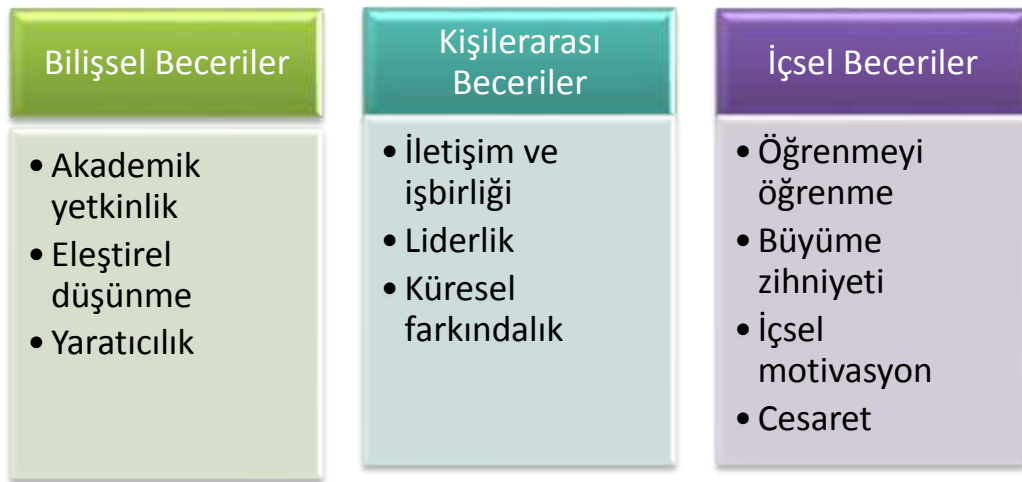 Bilişsel Beceriler
• Akademik
yetkinlik
• Eleştirel
düşünme
• Yaratıcılık
Kişilerarası
Beceriler
• İletişim ve
işbirliği
• Liderlik
• Küresel
farkındalık
İçsel Beceriler
• Öğrenmeyi
öğrenme
• Büyüme
zihniyeti
• İçsel
motivasyon
• Cesaret